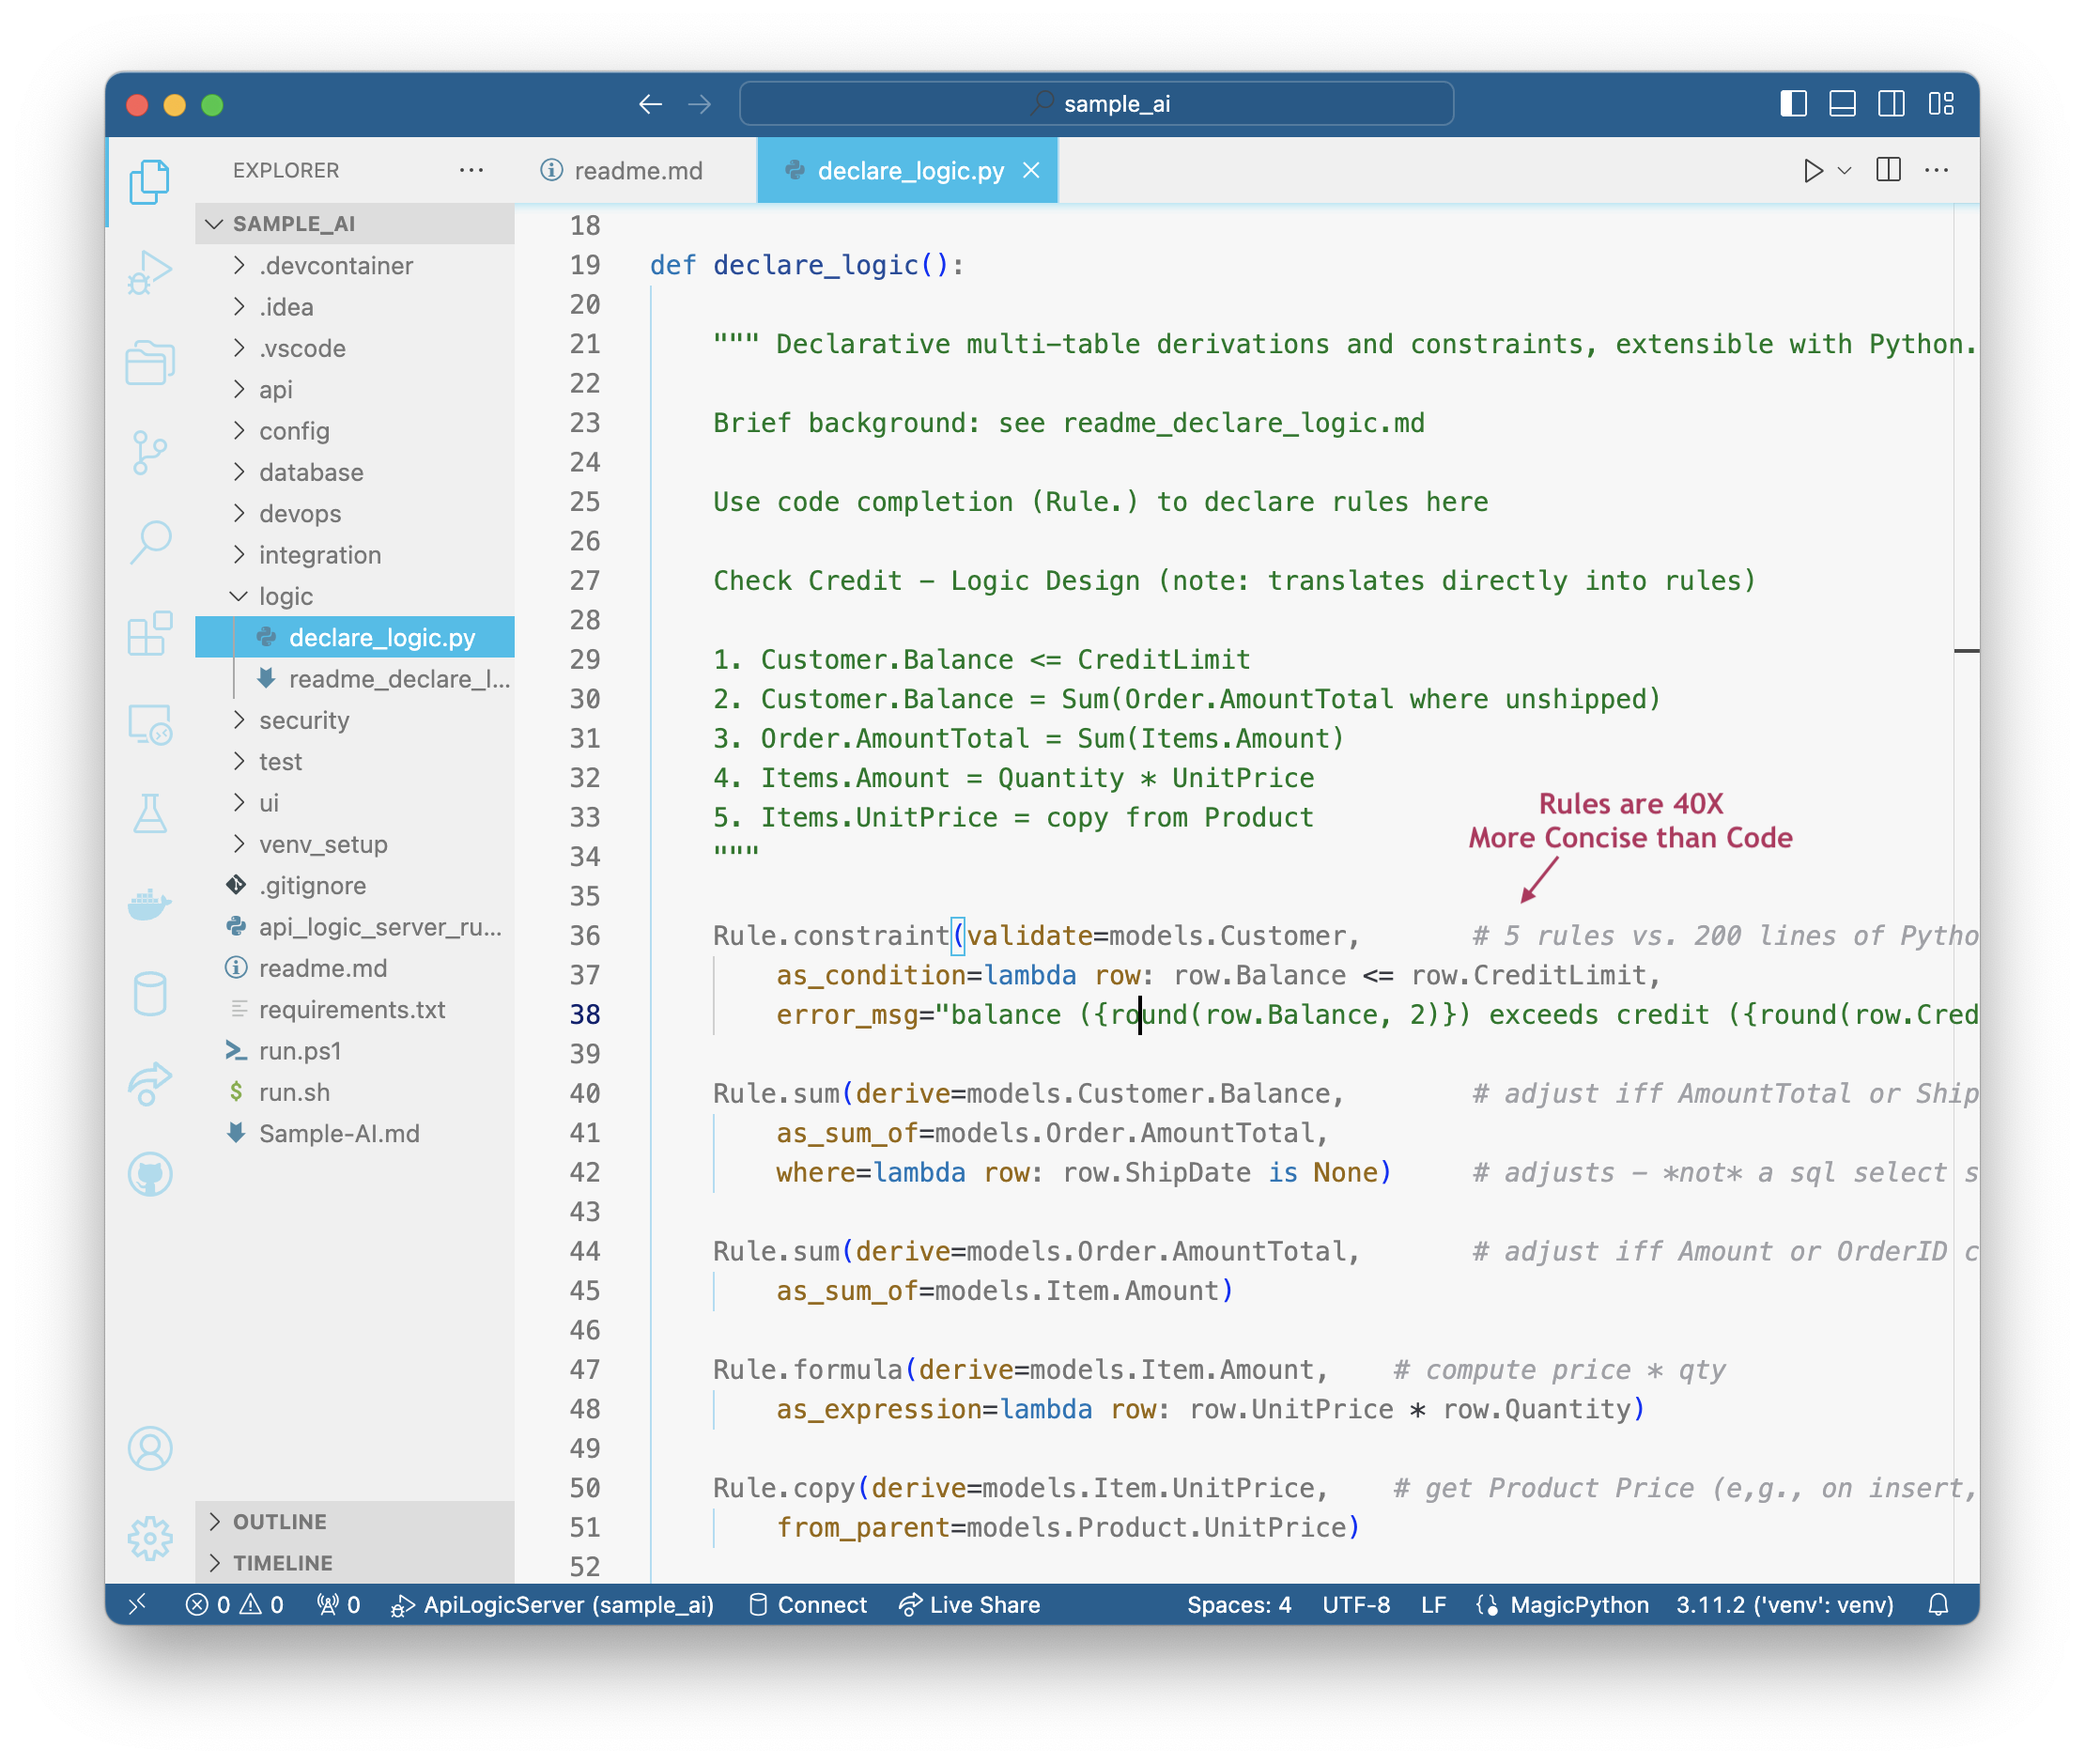 sample_ai
EXPLORER
readme.md
declare_logic.py
SAMPLE_AI
.devcontainer
.idea
.vscode
api
config
database
devops
integration
logic
declare_logic.py
readme_declare_l...
security
test
ui
venv_setup
.gitignore
api_logic_server_ru...
readme.md
requirements.txt
run.ps1
$ run.sh
Sample-AI.md
OUTLINE
TIMELINE
18
19 def declare_logic():
20
21 """ Declarative multi-table derivations and constraints, extensible with Python.
22
23 Brief background: see readme_declare_logic.md
24
25 Use code completion (Rule.) to declare rules here
26
27 Check Credit - Logic Design (note: translates directly into rules)
28
29 1. Customer.Balance <= CreditLimit
30 2. Customer.Balance = Sum(Order.AmountTotal where unshipped)
31 3. Order.AmountTotal = Sum(Items.Amount)
32 4. Items.Amount = Quantity * UnitPrice
33 5. Items.UnitPrice = copy from Product
34 """
Rules are 40X
More Concise than Code
35
36 Rule.constraint(validate=models.Customer, # 5 rules vs. 200 lines of Pytho
37 as_condition=lambda row: row.Balance <= row.CreditLimit,
38 error_msg="balance ({round(row.Balance, 2)}) exceeds credit ({round(row.Cred
39
40 Rule.sum(derive=models.Customer.Balance, # adjust iff AmountTotal or Ship
41 as_sum_of=models.Order.AmountTotal,
42 where=lambda row: row.ShipDate is None) # adjusts - *not* a sql select s
43
44 Rule.sum(derive=models.Order.AmountTotal, # adjust iff Amount or OrderID c
45 as_sum_of=models.Item.Amount)
46
47 Rule.formula(derive=models.Item.Amount, # compute price * qty
48 as_expression=lambda row: row.UnitPrice * row.Quantity)
49
50 Rule.copy(derive=models.Item.UnitPrice, # get Product Price (e,g., on insert,
51 from_parent=models.Product.UnitPrice)
52
0 0 0 ApiLogicServer (sample_ai) Connect Live Share Spaces: 4 UTF-8 LF MagicPython 3.11.2 ('venv': venv)